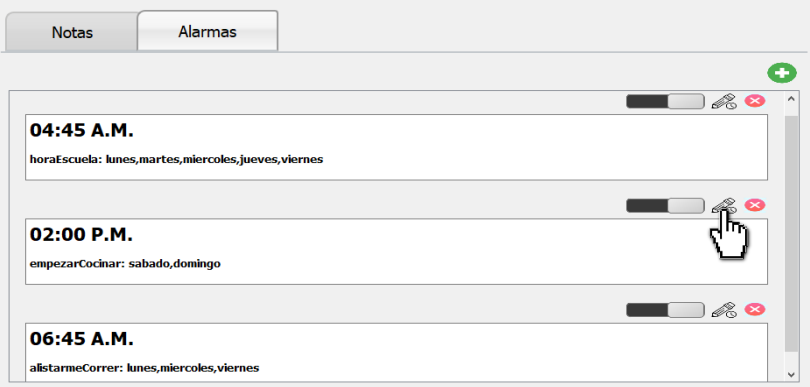 Notas
Alarmas
04:45 A.M.
horaEscuela: lunes,martes,miercoles,jueves,viernes
02:00 P.M.
empezarCocinar: sabado,domingo
06:45 A.M.
alistarmeCorrer: lunes,miercoles,viernes